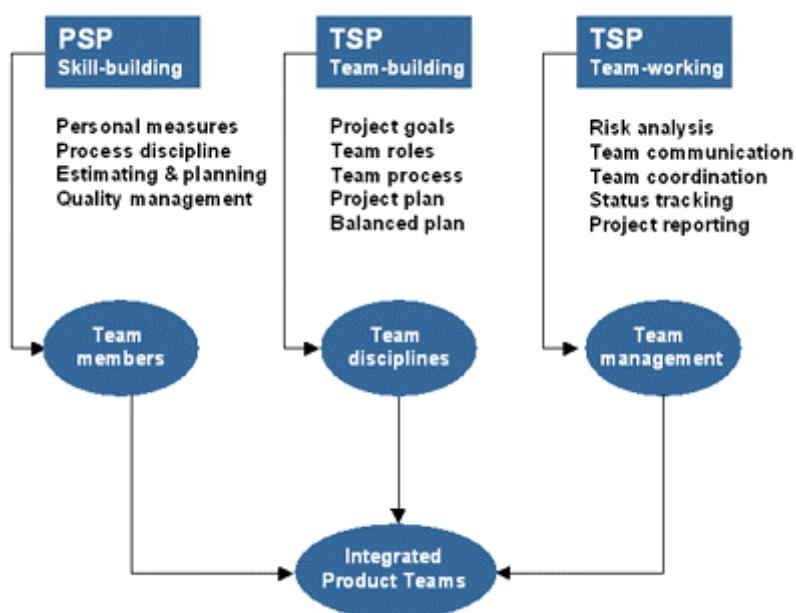 PSP
Skill-building
Personal measures
Process discipline
Estimating & planning
Quality management
Team
members
TSP
Team-building
Project goals
Team roles
Team process
Project plan
Balanced plan
Team
disciplines
TSP
Team-working
Risk analysis
Team communication
Team coordination
Status tracking
Project reporting
Team
management
Integrated
Product Teams